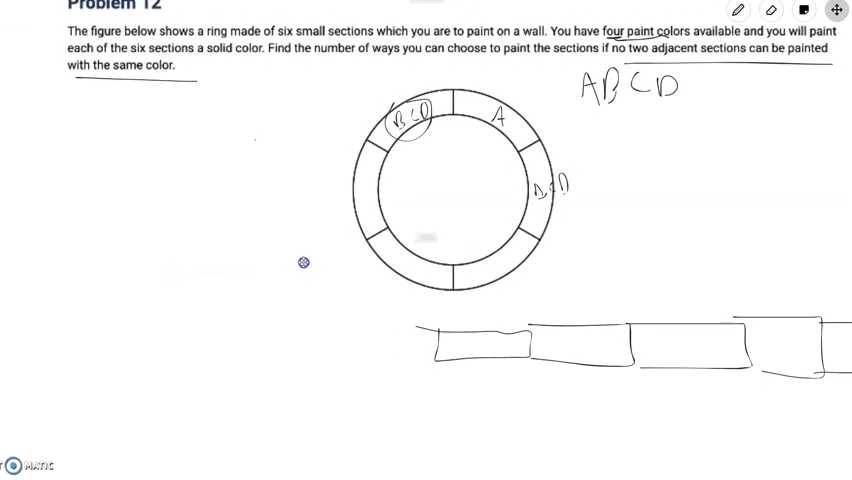 Problem 12
The figure below shows a ring made of six small sections which you are to paint on a wall. You have four paint colors available and you will paint
each of the six sections a solid color. Find the number of ways you can choose to paint the sections if no two adjacent sections can be painted
with the same color.
A B C D
B C D
A
MATIC